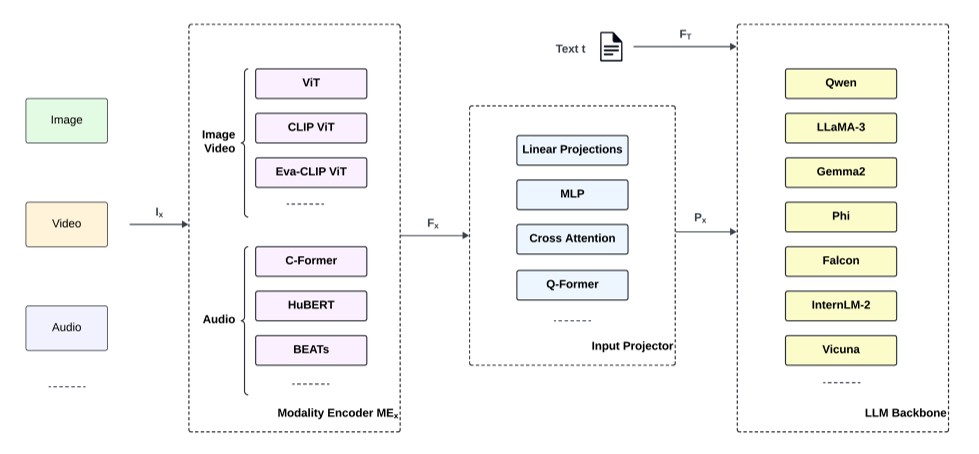 Image
Video
Audio
I_x
Image
Video
ViT
CLIP ViT
Eva-CLIP ViT
Audio
C-Former
HuBERT
BEATs
Modality Encoder ME_x
F_x
Linear Projections
MLP
Cross Attention
Q-Former
Input Projector
Text t
F_T
P_x
Qwen
LLaMA-3
Gemma2
Phi
Falcon
InternLM-2
Vicuna
LLM Backbone